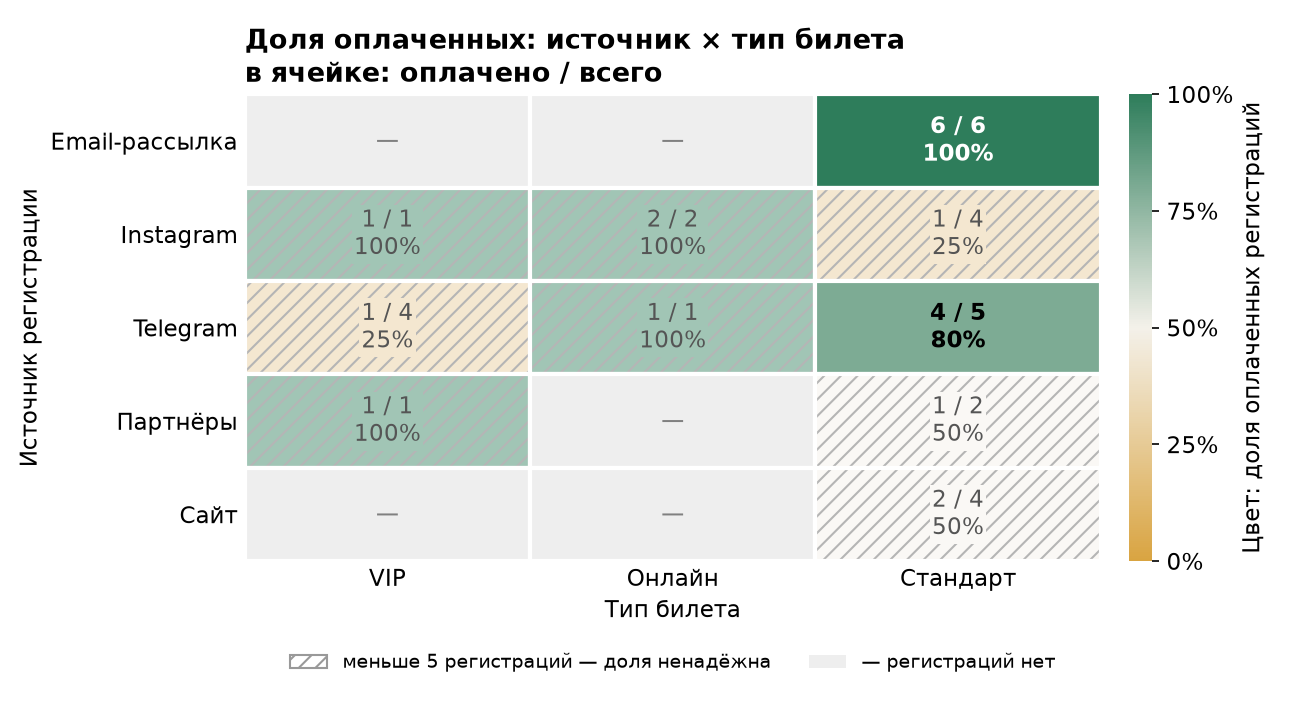 Доля оплаченных: источник × тип билета
в ячейке: оплачено / всего
Источник регистрации
Email-рассылка
—
—
6 / 6
100%
Instagram
1 / 1
100%
2 / 2
100%
1 / 4
25%
Telegram
1 / 4
25%
1 / 1
100%
4 / 5
80%
Партнёры
1 / 1
100%
—
1 / 2
50%
Сайт
—
—
2 / 4
50%
VIP
Онлайн
Стандарт
Тип билета
100%
75%
50%
25%
0%
Цвет: доля оплаченных регистраций
меньше 5 регистраций — доля ненадёжна
— регистраций нет